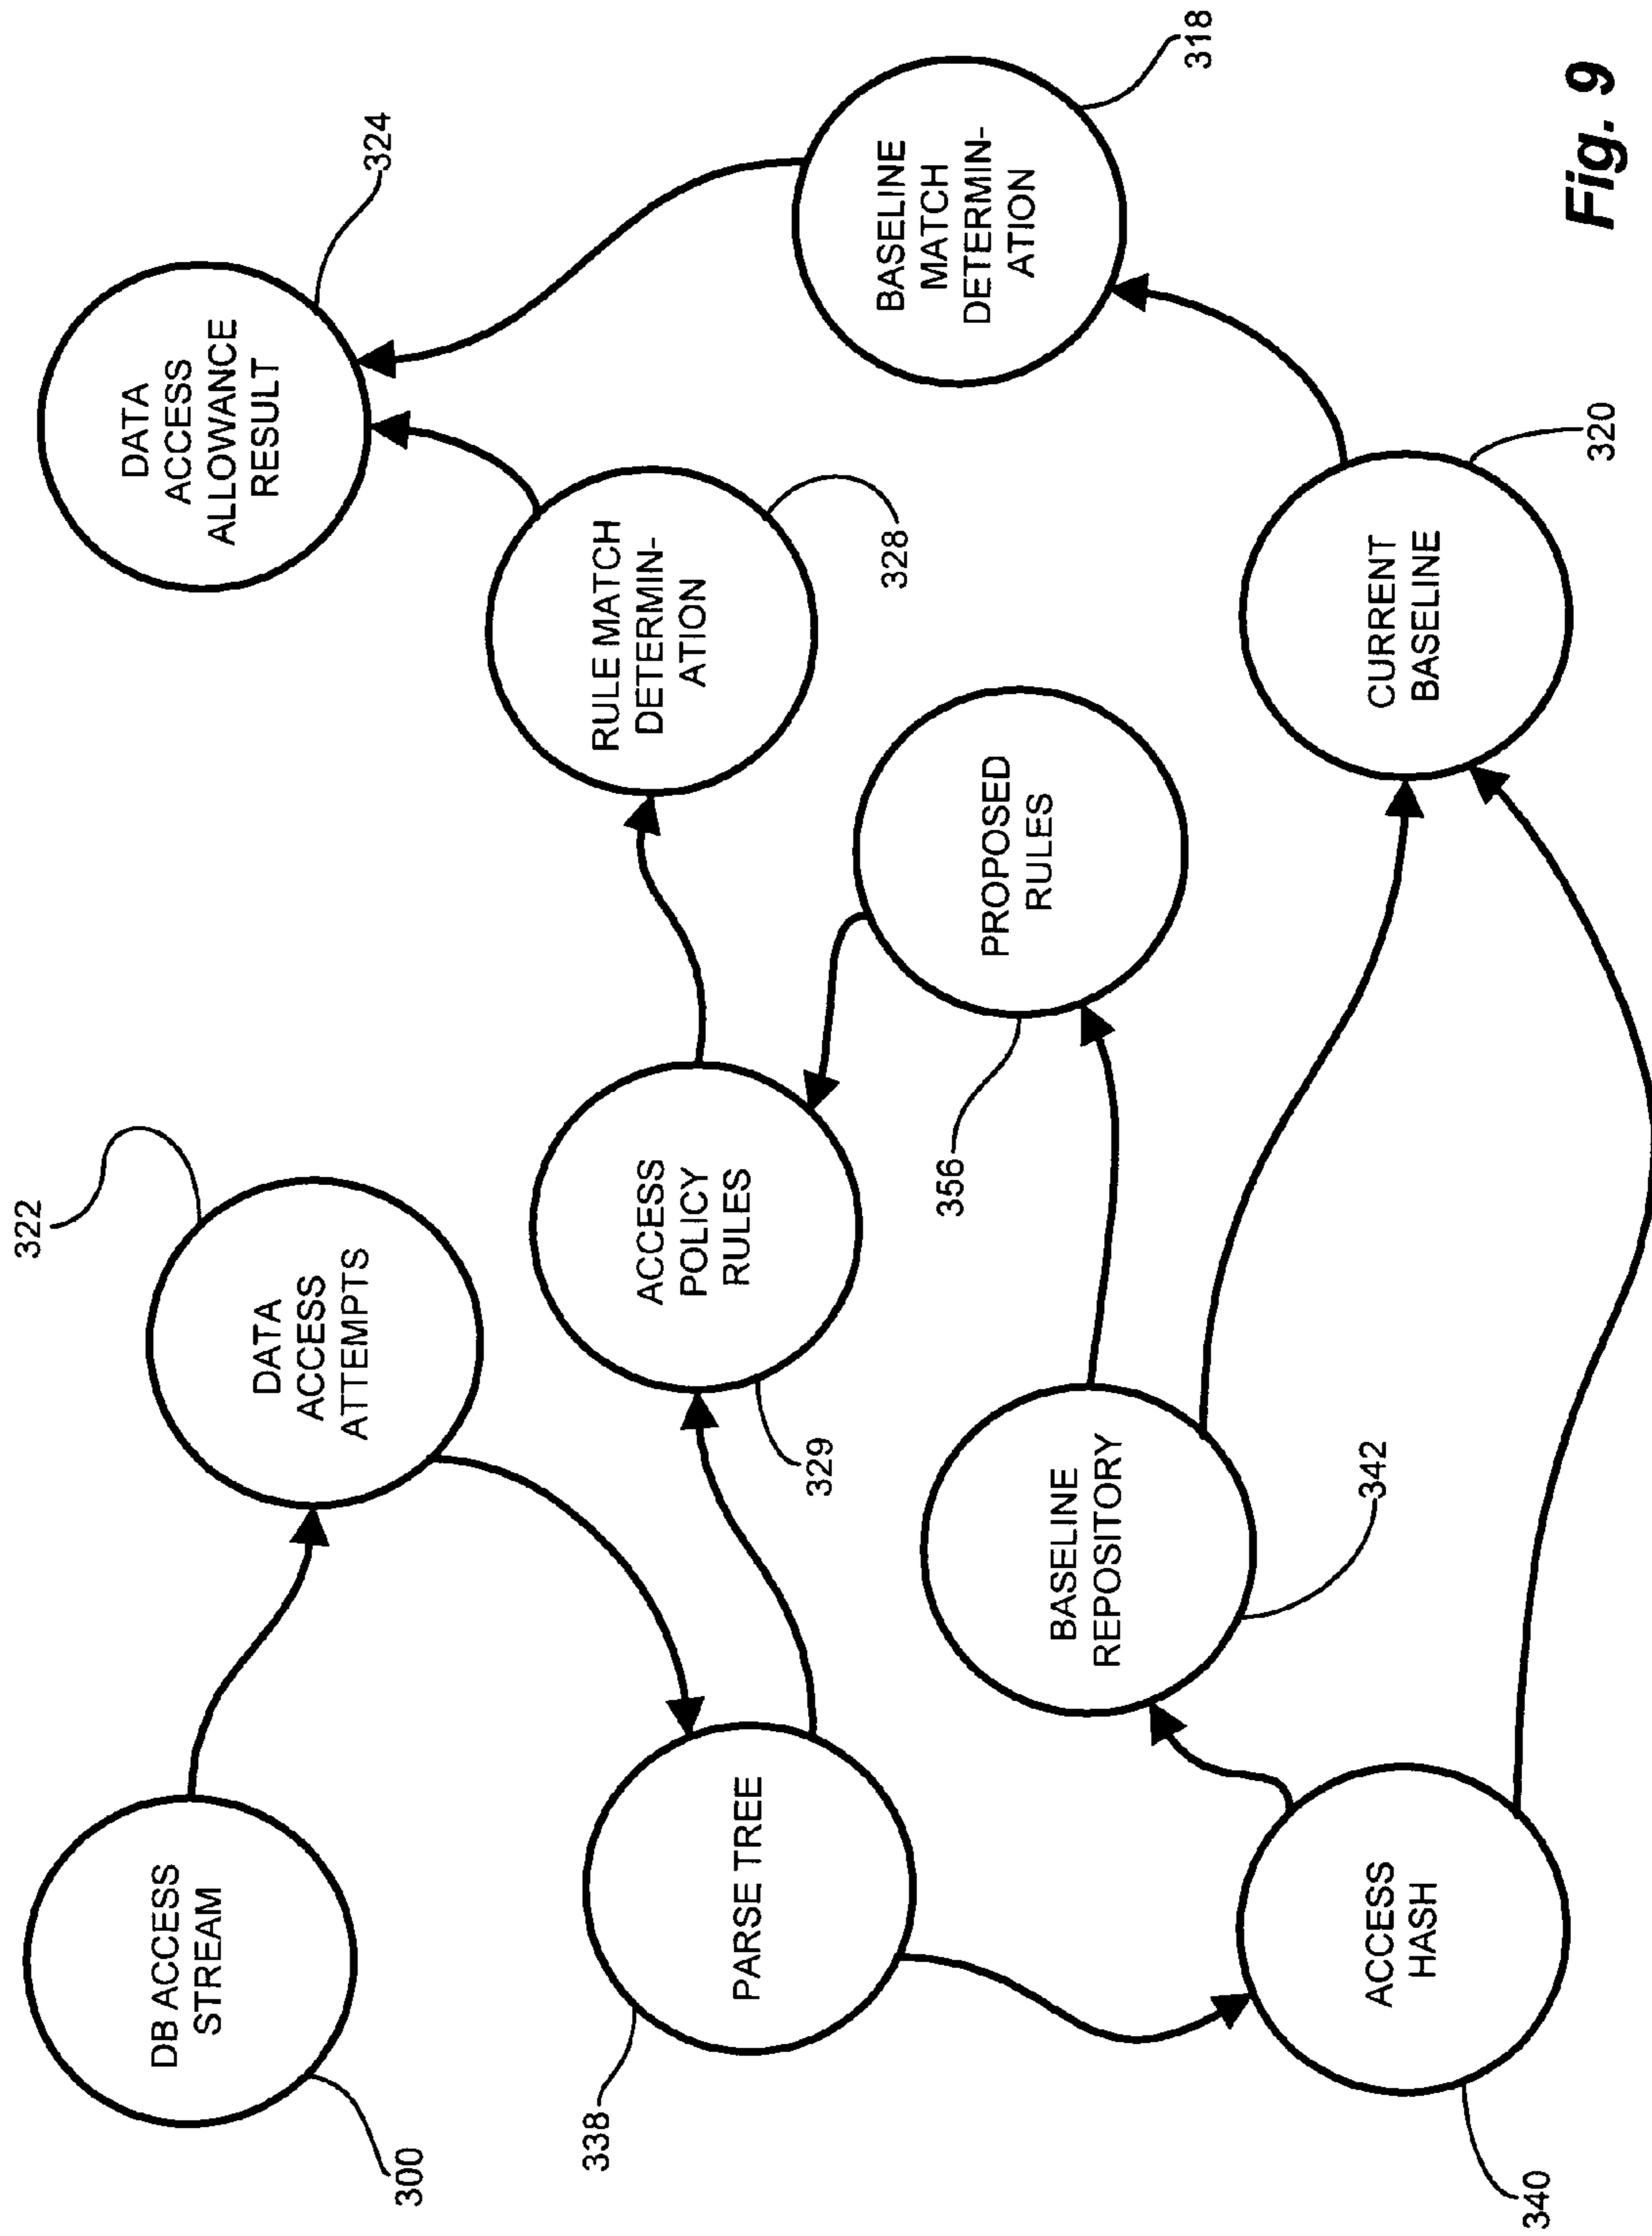 322
324
DATA
ACCESS
ALLOWANCE
RESULT
DB ACCESS
STREAM
300
DATA
ACCESS
ATTEMPTS
RULE MATCH
DETERMIN-
ATION
328
338
PARSE TREE
ACCESS
POLICY
RULES
329
BASELINE
MATCH
DETERMIN-
ATION
318
356
PROPOSED
RULES
BASELINE
REPOSITORY
342
ACCESS
HASH
340
CURRENT
BASELINE
320
Fig. 9